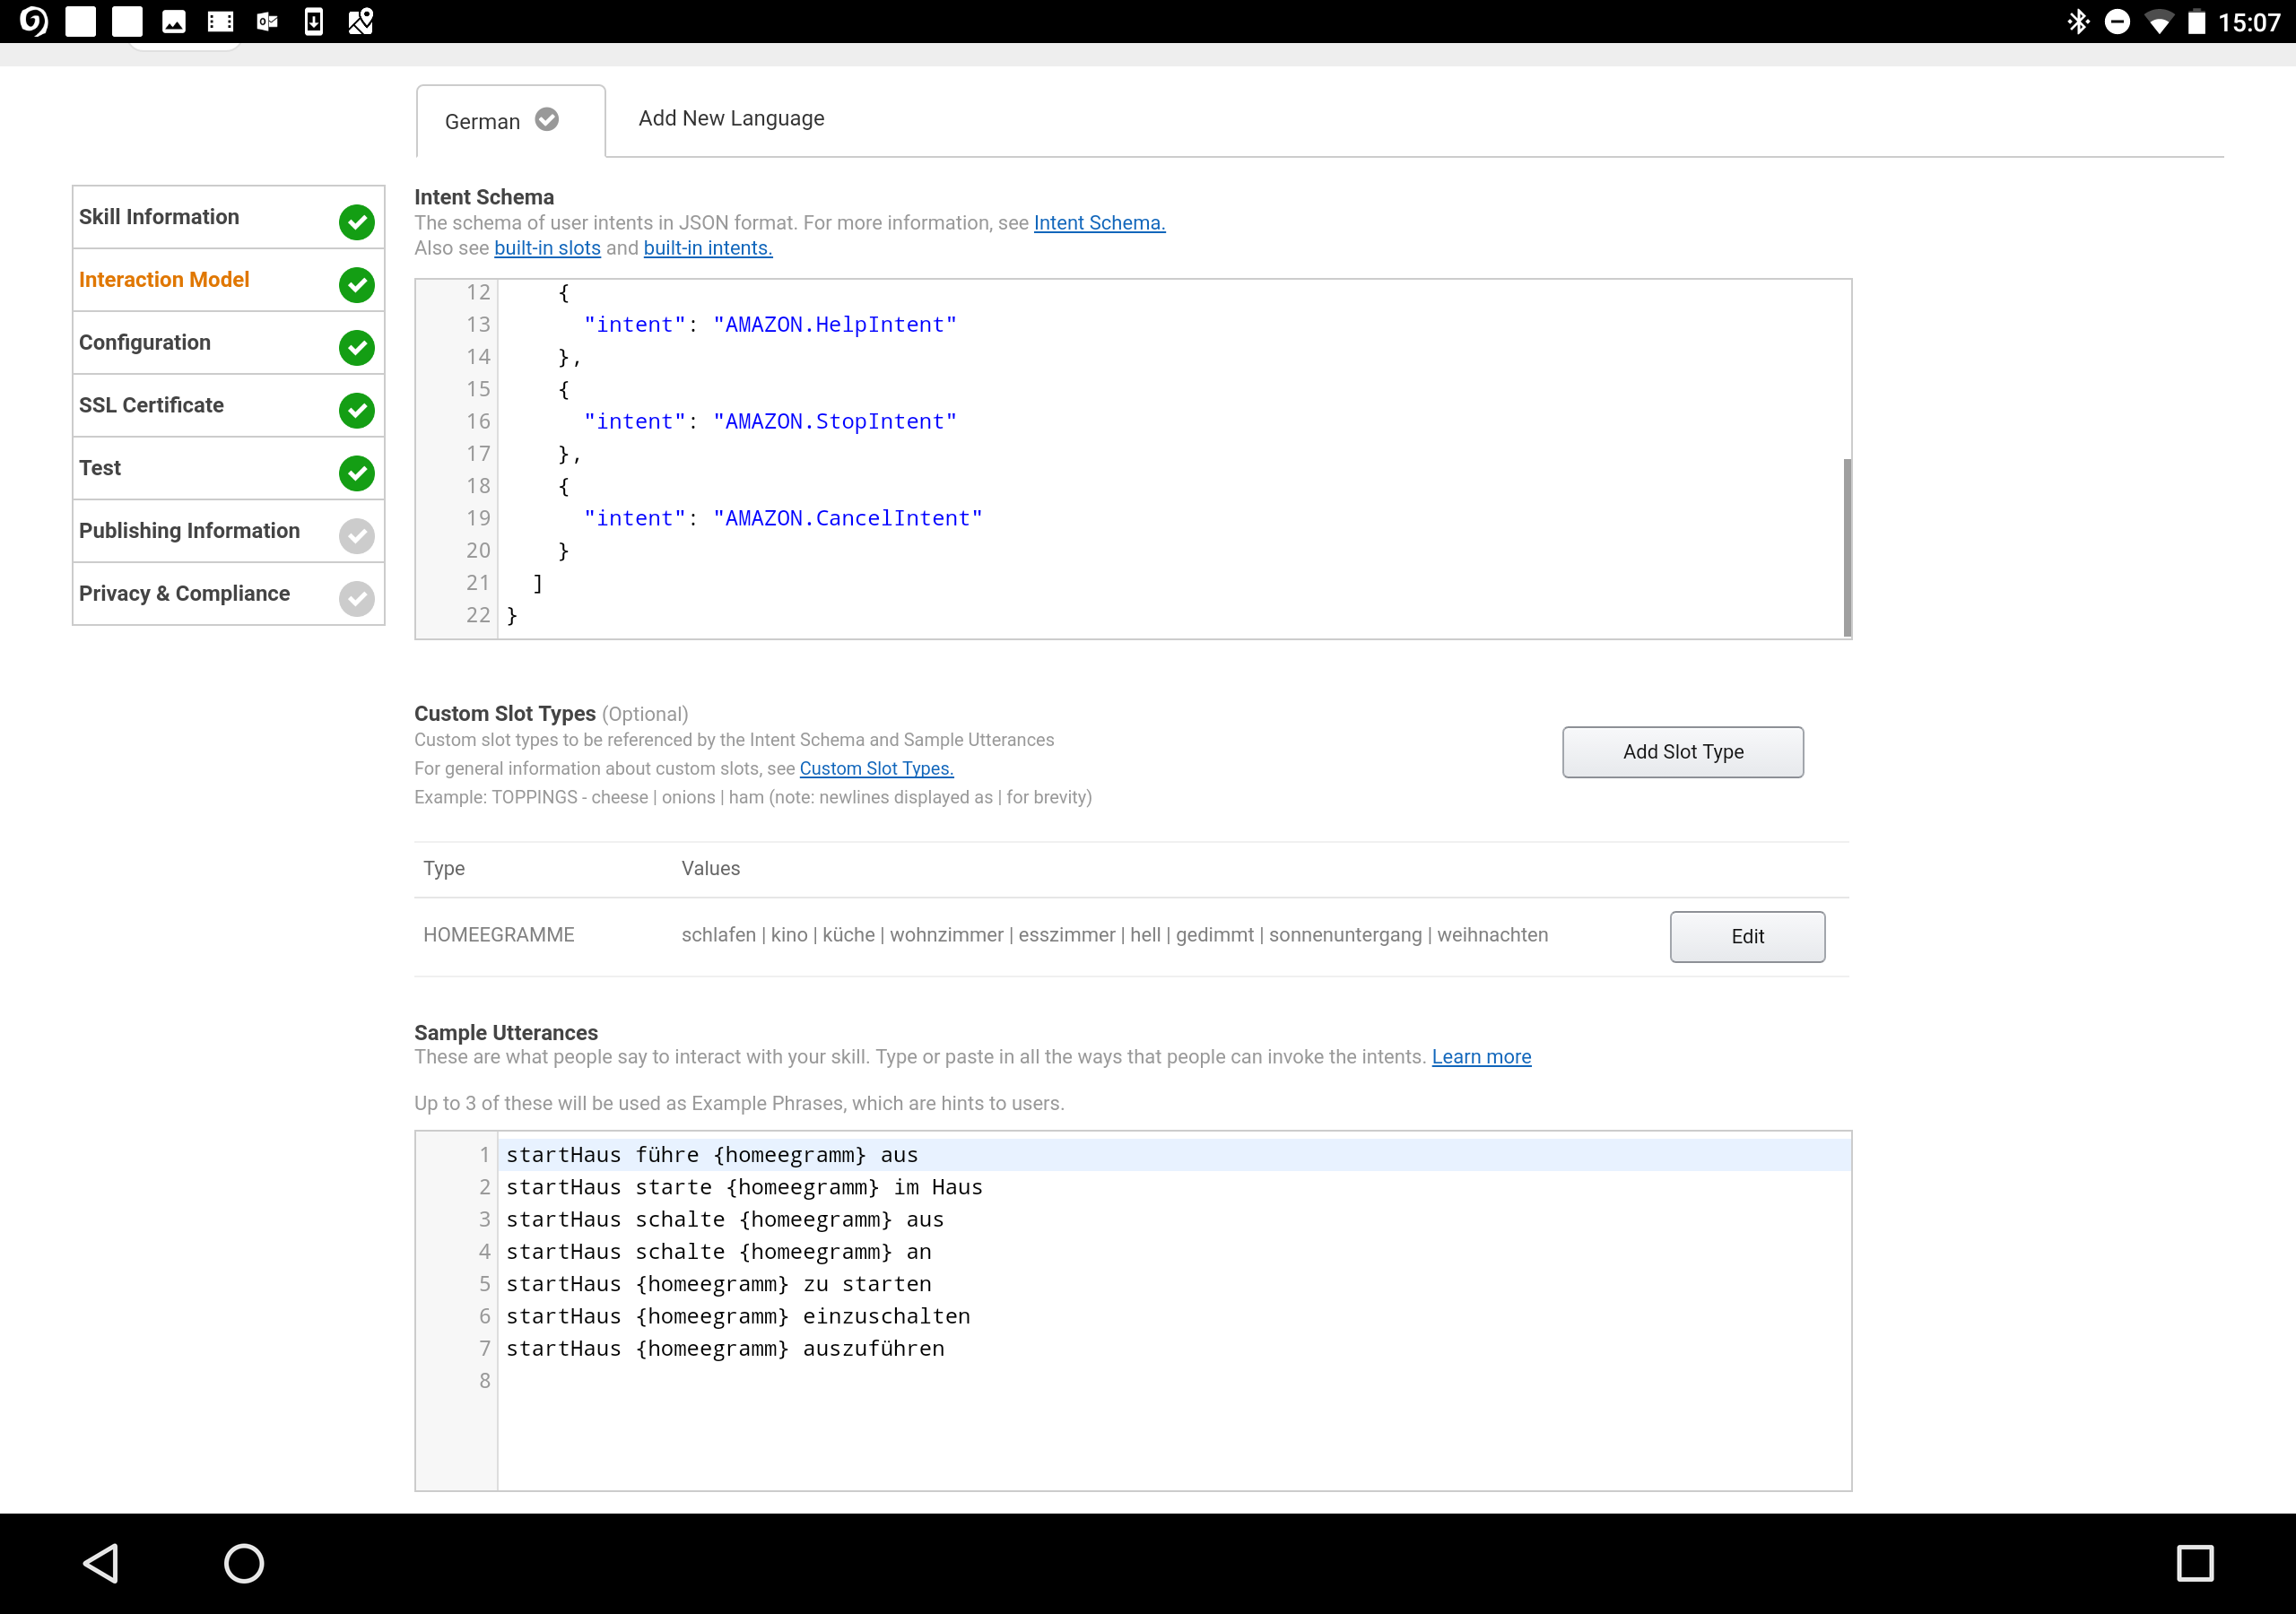 15:07
German
Add New Language
Skill Information
Interaction Model
Configuration
SSL Certificate
Test
Publishing Information
Privacy & Compliance
Intent Schema
The schema of user intents in JSON format. For more information, see Intent Schema.
Also see built-in slots and built-in intents.
12 {
13 "intent": "AMAZON.HelpIntent"
14 },
15 {
16 "intent": "AMAZON.StopIntent"
17 },
18 {
19 "intent": "AMAZON.CancelIntent"
20 }
21 ]
22 }
Custom Slot Types (Optional)
Custom slot types to be referenced by the Intent Schema and Sample Utterances
For general information about custom slots, see Custom Slot Types.
Example: TOPPINGS - cheese | onions | ham (note: newlines displayed as | for brevity)
Add Slot Type
Type Values
HOMEEGRAMME schlafen | kino | küche | wohnzimmer | esszimmer | hell | gedimmt | sonnenuntergang | weihnachten Edit
Sample Utterances
These are what people say to interact with your skill. Type or paste in all the ways that people can invoke the intents. Learn more
Up to 3 of these will be used as Example Phrases, which are hints to users.
1 startHaus führe {homeegramm} aus
2 startHaus starte {homeegramm} im Haus
3 startHaus schalte {homeegramm} aus
4 startHaus schalte {homeegramm} an
5 startHaus {homeegramm} zu starten
6 startHaus {homeegramm} einzuschalten
7 startHaus {homeegramm} auszuführen
8